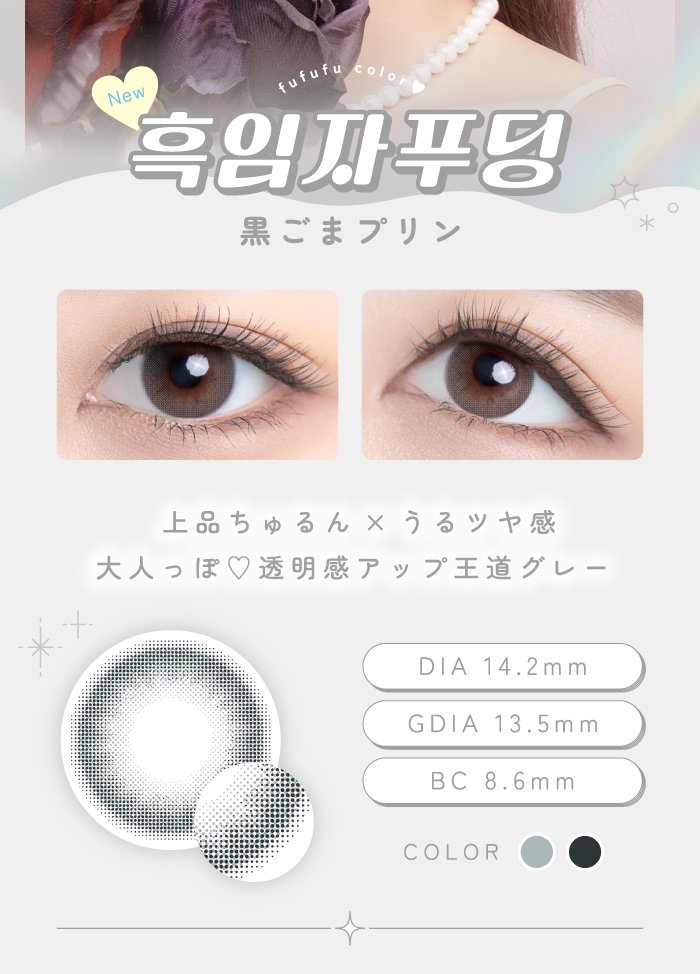 fufufu color
New
흑임자푸딩
黒ごまプリン
上品ちゅるん×うるツヤ感
大人っぽ♡透明感アップ王道グレー
DIA 14.2mm
GDIA 13.5mm
BC 8.6mm
COLOR